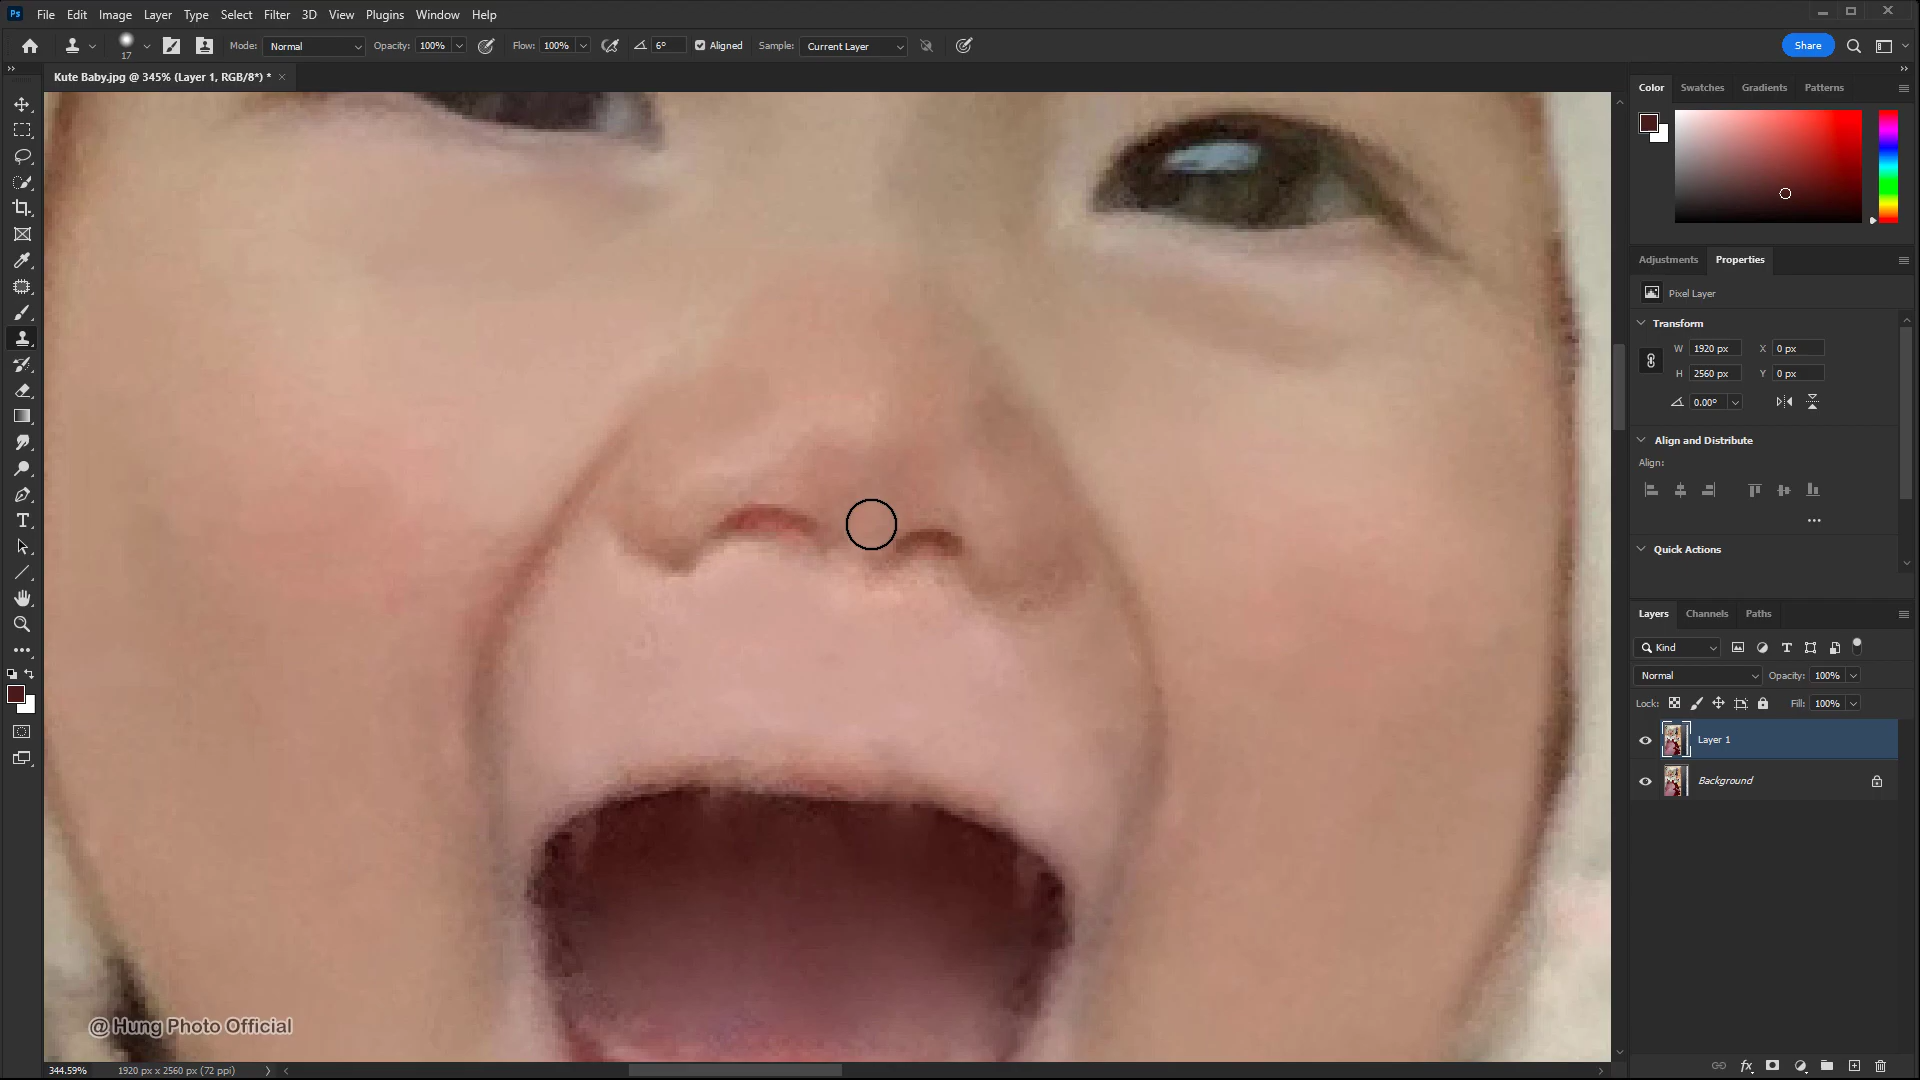 Ps File Edit Image Layer Type Select Filter 3D View Plugins Window Help
17 Mode: Normal Opacity: 100% Flow: 100% 6° Aligned Sample: Current Layer Share
Kute Baby.jpg @ 345% (Layer 1, RGB/8*) *
Color Swatches Gradients Patterns
Adjustments Properties
Pixel Layer
Transform
W 1920 px X 0 px
H 2560 px Y 0 px
0.00°
Align and Distribute
Align:
Quick Actions
Layers Channels Paths
Kind
Normal Opacity: 100%
Lock: Fill: 100%
Layer 1
Background
@ Hung Photo Official
344.59% 1920 px x 2560 px (72 ppi)